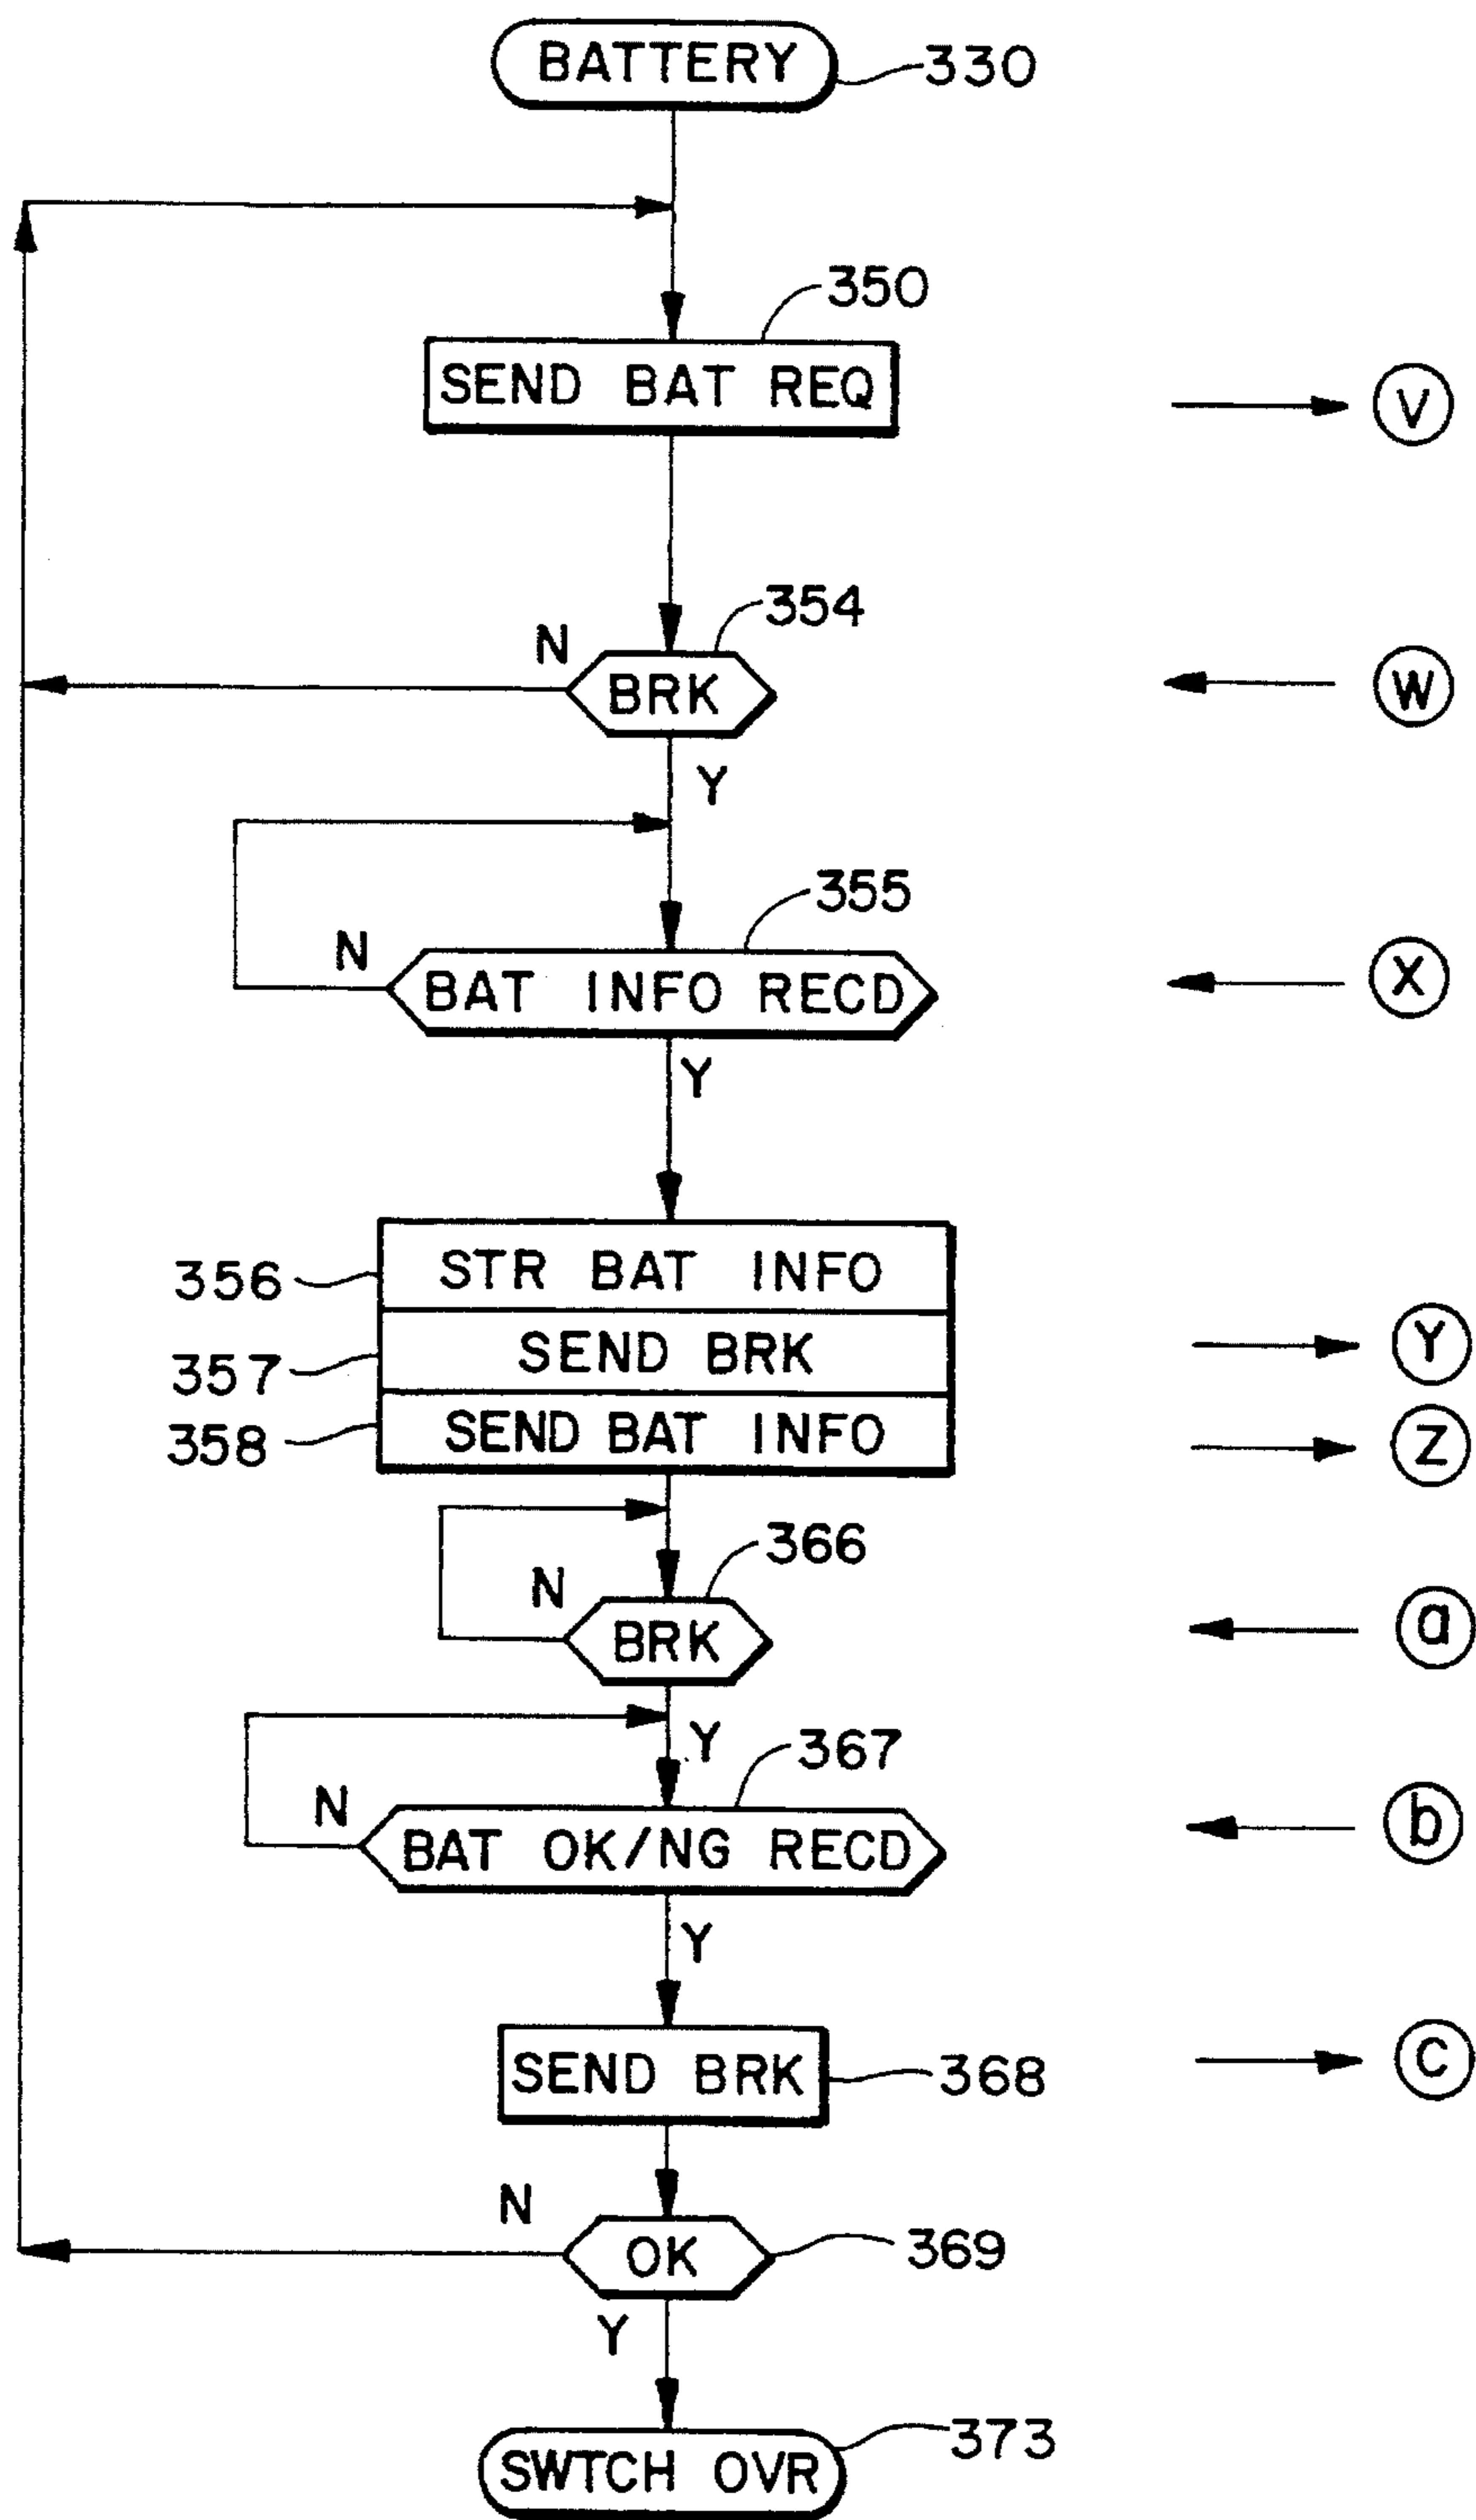 BATTERY 330
350
SEND BAT REQ V
354
N
BRK W
Y
355
N
BAT INFO RECD X
Y
356 STR BAT INFO
357 SEND BRK Y
358 SEND BAT INFO Z
366
N
BRK a
Y 367
N
BAT OK/NG RECD b
Y
SEND BRK 368 C
N
OK 369
Y
373
SWTCH OVR